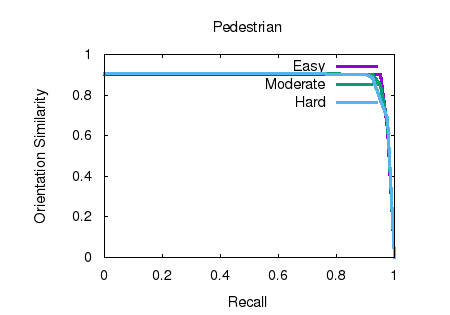 Pedestrian
1
0.8
0.6
0.4
0.2
0
Orientation Similarity
Easy
Moderate
Hard
0 0.2 0.4 0.6 0.8 1
Recall